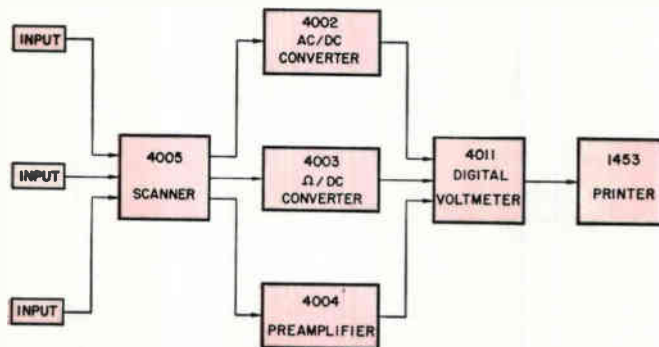 INPUT
4002
AC/DC
CONVERTER
INPUT
4005
SCANNER
4003
Ω/DC
CONVERTER
4011
DIGITAL
VOLTMETER
1453
PRINTER
INPUT
4004
PREAMPLIFIER